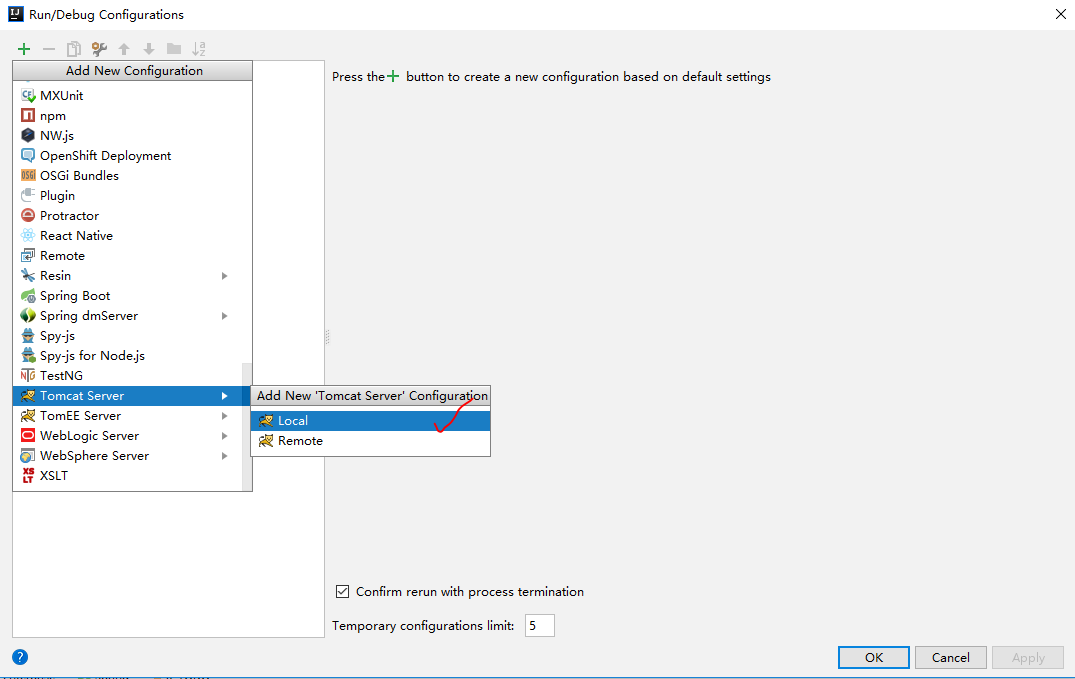 Run/Debug Configurations
Add New Configuration
Press the + button to create a new configuration based on default settings
MXUnit
npm
NW.js
OpenShift Deployment
OSGi Bundles
Plugin
Protractor
React Native
Remote
Resin
Spring Boot
Spring dmServer
Spy-js
Spy-js for Node.js
TestNG
Tomcat Server
TomEE Server
WebLogic Server
WebSphere Server
XSLT
Add New 'Tomcat Server' Configuration
Local
Remote
Confirm rerun with process termination
Temporary configurations limit: 5
OK Cancel Apply